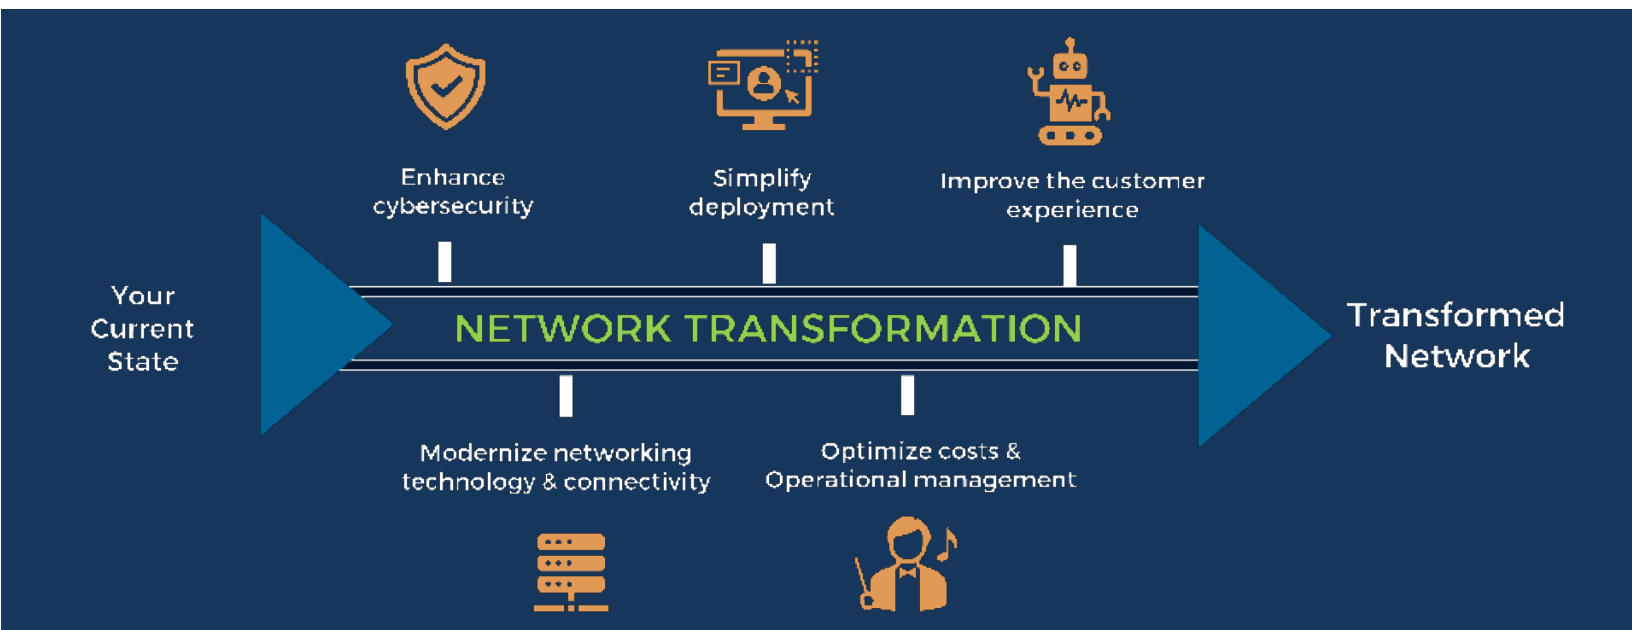 Enhance
cybersecurity
Simplify
deployment
Improve the customer
experience
Your
Current
State
NETWORK TRANSFORMATION
Transformed
Network
Modernize networking
technology & connectivity
Optimize costs &
Operational management